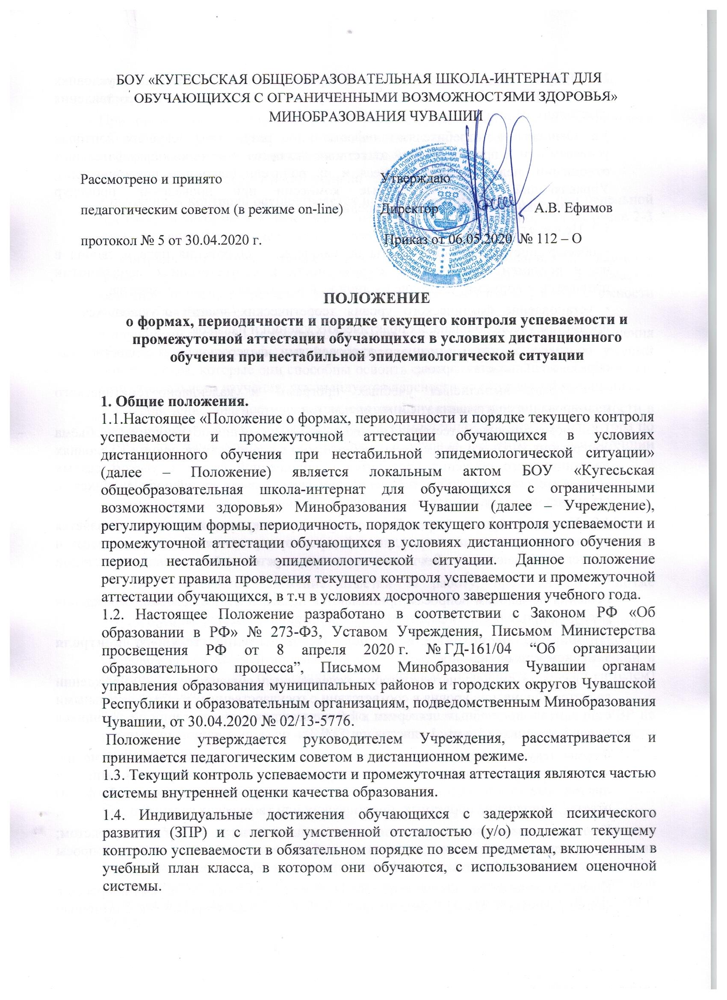 БОУ «КУГЕСЬСКАЯ ОБЩЕОБРАЗОВАТЕЛЬНАЯ ШКОЛА-ИНТЕРНАТ ДЛЯ
ОБУЧАЮЩИХСЯ С ОГРАНИЧЕННЫМИ ВОЗМОЖНОСТЯМИ ЗДОРОВЬЯ»
МИНОБРАЗОВАНИЯ ЧУВАШИИ
Рассмотрено и принято Утверждаю
педагогическим советом (в режиме on-line) Директор А.В. Ефимов
протокол № 5 от 30.04.2020 г. Приказ от 06.05.2020 № 112 – О
ПОЛОЖЕНИЕ
о формах, периодичности и порядке текущего контроля успеваемости и
промежуточной аттестации обучающихся в условиях дистанционного
обучения при нестабильной эпидемиологической ситуации
1. Общие положения.
1.1.Настоящее «Положение о формах, периодичности и порядке текущего контроля
успеваемости и промежуточной аттестации обучающихся в условиях
дистанционного обучения при нестабильной эпидемиологической ситуации»
(далее – Положение) является локальным актом БОУ «Кугесьская
общеобразовательная школа-интернат для обучающихся с ограниченными
возможностями здоровья» Минобразования Чувашии (далее – Учреждение),
регулирующим формы, периодичность, порядок текущего контроля успеваемости и
промежуточной аттестации обучающихся в условиях дистанционного обучения в
период нестабильной эпидемиологической ситуации. Данное положение
регулирует правила проведения текущего контроля успеваемости и промежуточной
аттестации обучающихся, в т.ч в условиях досрочного завершения учебного года.
1.2. Настоящее Положение разработано в соответствии с Законом РФ «Об
образовании в РФ» № 273-ФЗ, Уставом Учреждения, Письмом Министерства
просвещения РФ от 8 апреля 2020 г. № ГД-161/04 “Об организации
образовательного процесса”, Письмом Минобразования Чувашии органам
управления образования муниципальных районов и городских округов Чувашской
Республики и образовательным организациям, подведомственным Минобразования
Чувашии, от 30.04.2020 № 02/13-5776.
Положение утверждается руководителем Учреждения, рассматривается и
принимается педагогическим советом в дистанционном режиме.
1.3. Текущий контроль успеваемости и промежуточная аттестация являются частью
системы внутренней оценки качества образования.
1.4. Индивидуальные достижения обучающихся с задержкой психического
развития (ЗПР) и с легкой умственной отсталостью (у/о) подлежат текущему
контролю успеваемости в обязательном порядке по всем предметам, включенным в
учебный план класса, в котором они обучаются, с использованием оценочной
системы.